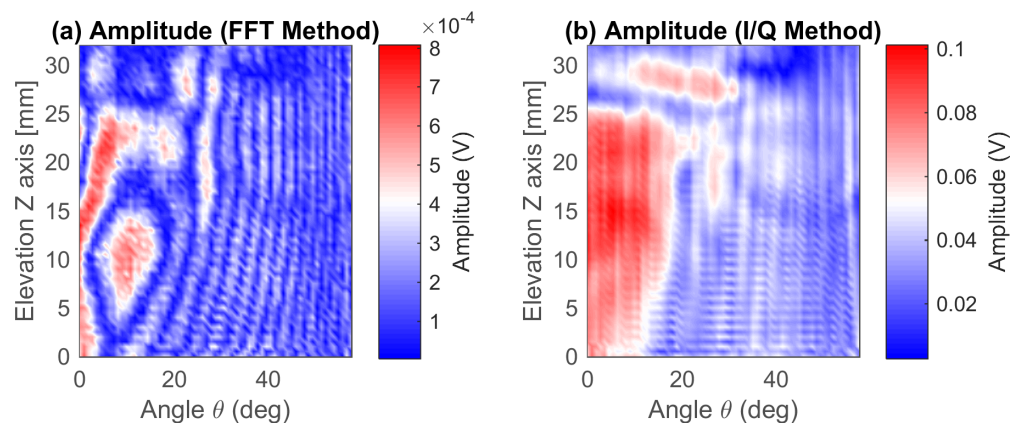 (a) Amplitude (FFT Method)
×10-4
Elevation Z axis [mm]
30
25
20
15
10
5
0
0 20 40
Angle θ (deg)
8
7
6
5
4
3
2
1
Amplitude (V)
(b) Amplitude (I/Q Method)
Elevation Z axis [mm]
30
25
20
15
10
5
0
0 20 40
Angle θ (deg)
0.1
0.08
0.06
0.04
0.02
Amplitude (V)